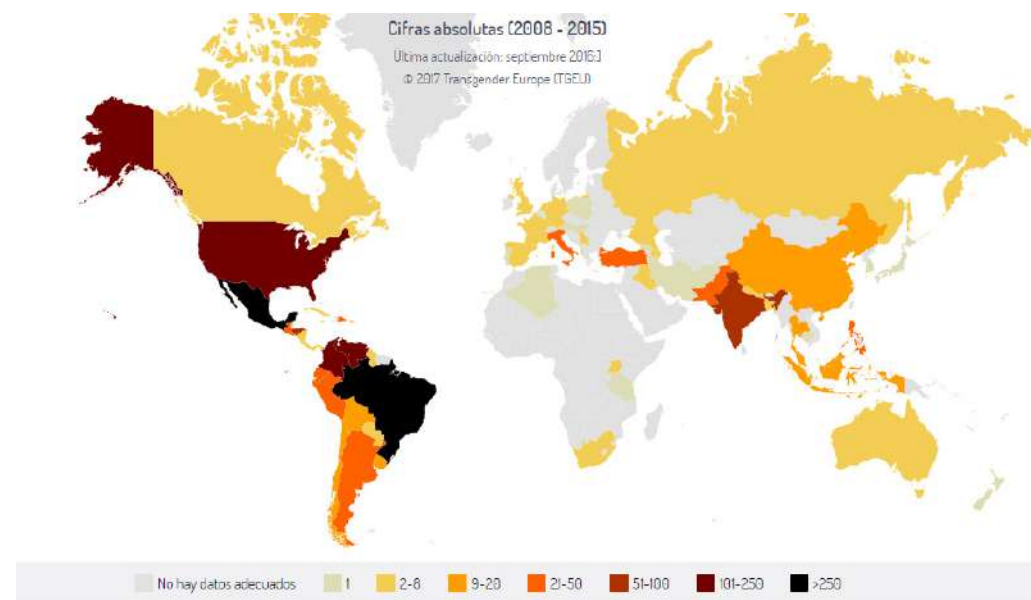 Cifras absolutas (2008 - 2015)
Ultima actualización: septiembre 2016:]
© 2017 Transgender Europe (TGEU)
No hay datos adecuados 1 2-8 9-20 21-50 51-100 101-250 >250